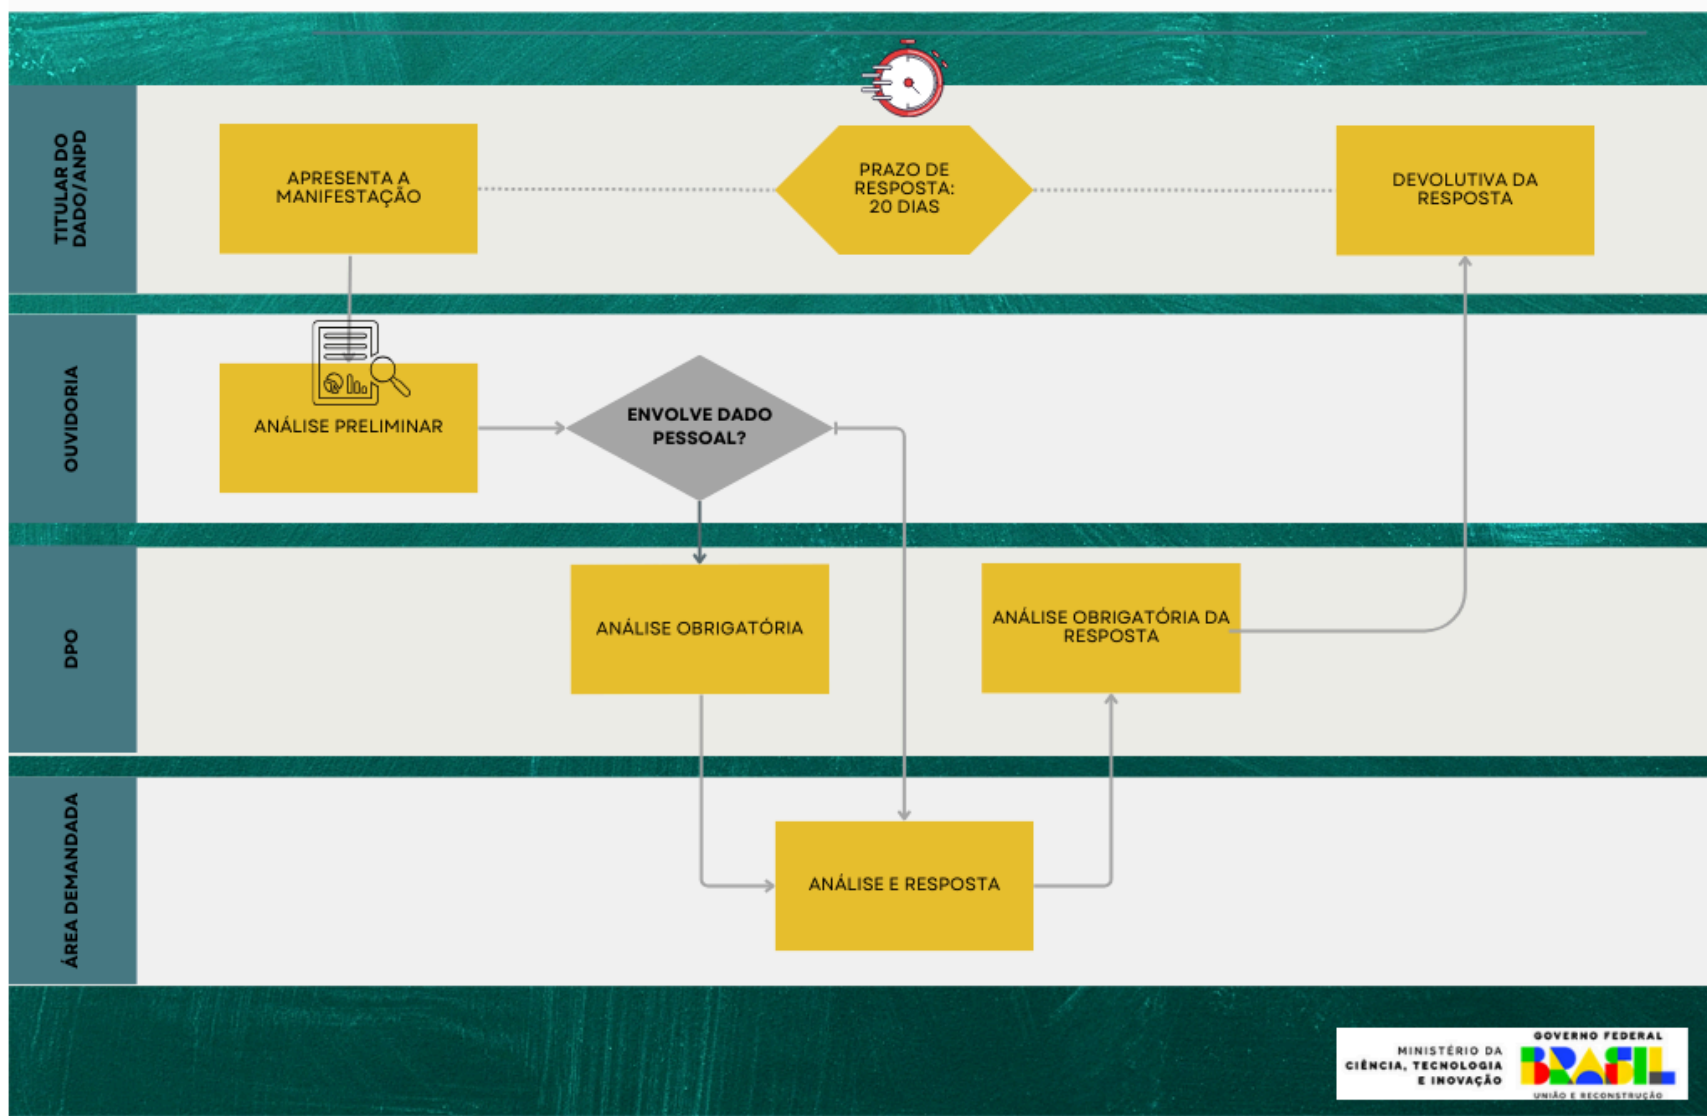 TITULAR DO
DADO/ANPD
APRESENTA A
MANIFESTAÇÃO
PRAZO DE
RESPOSTA:
20 DIAS
DEVOLUTIVA DA
RESPOSTA
OUVIDORIA
ANÁLISE PRELIMINAR
ENVOLVE DADO
PESSOAL?
DPO
ANÁLISE OBRIGATÓRIA
ANÁLISE OBRIGATÓRIA DA
RESPOSTA
ÁREA DEMANDADA
ANÁLISE E RESPOSTA
MINISTÉRIO DA
CIÊNCIA, TECNOLOGIA
E INOVAÇÃO
GOVERNO FEDERAL
BRASIL
UNIÃO E RECONSTRUÇÃO